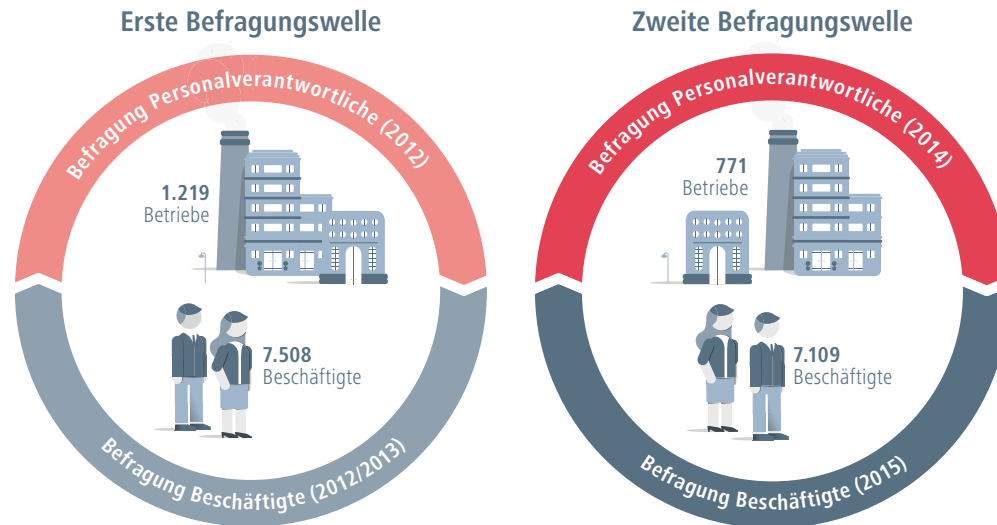 Erste Befragungswelle
Befragung Personalverantwortliche (2012)
1.219
Betriebe
7.508
Beschäftigte
Befragung Beschäftigte (2012/2013)
Zweite Befragungswelle
Befragung Personalverantwortliche (2014)
771
Betriebe
7.109
Beschäftigte
Befragung Beschäftigte (2015)